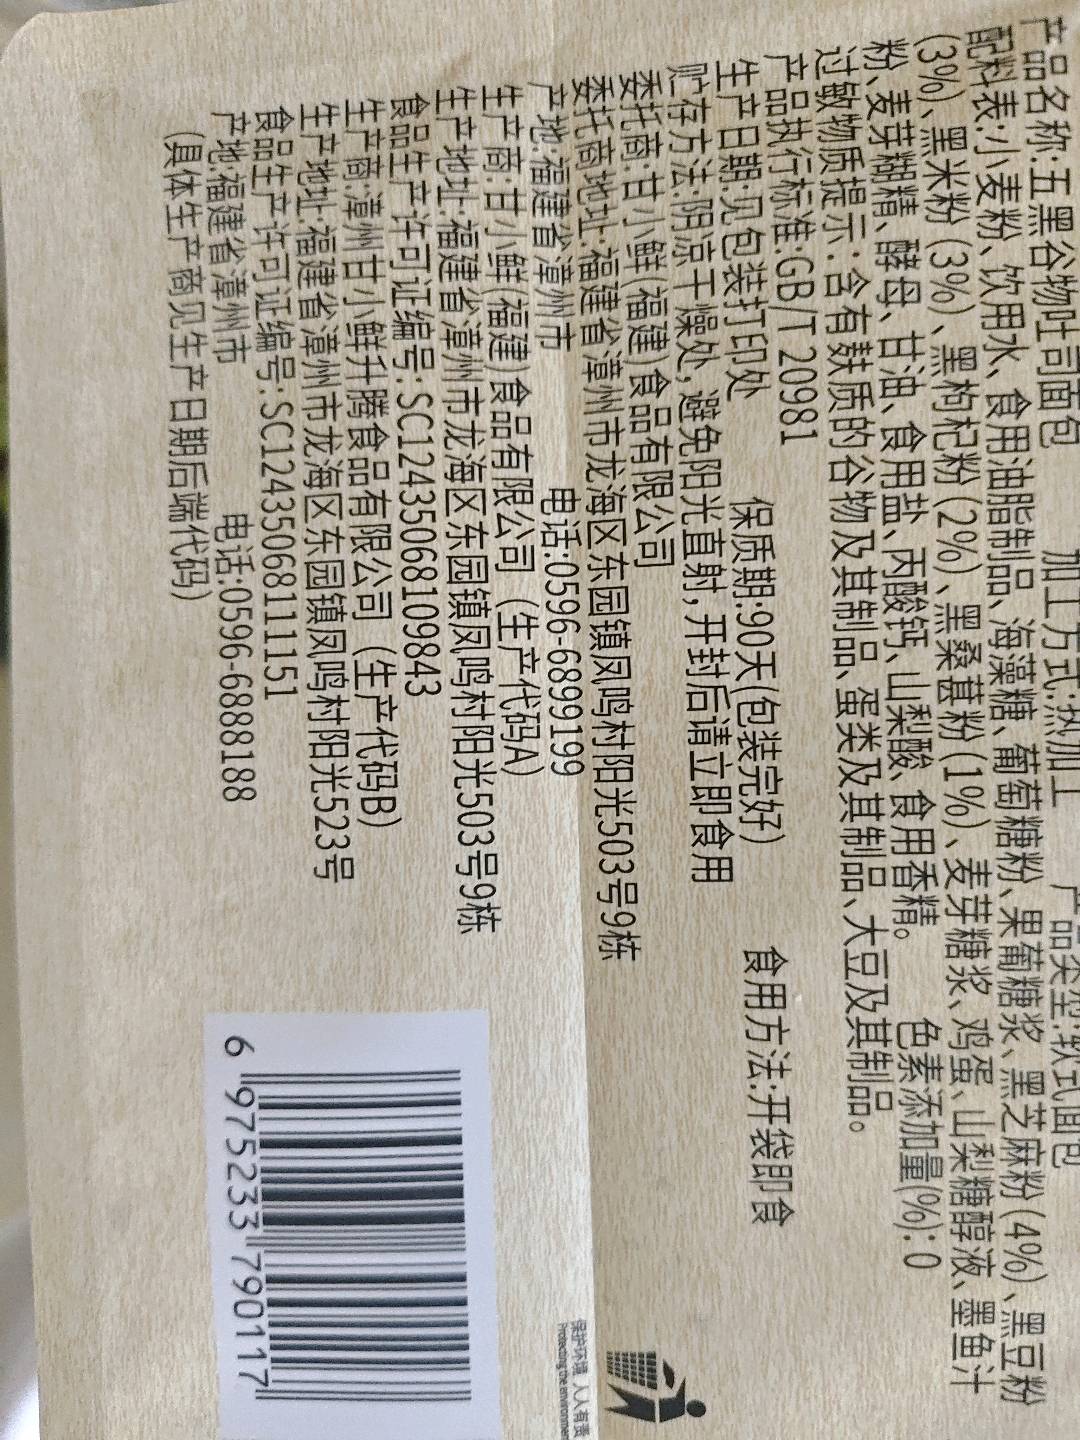 产品名称:五黑谷物吐司面包 加工方式:热加工 产品类型:软式面包
配料表:小麦粉、饮用水、食用油脂制品、海藻糖、葡萄糖粉、果葡糖浆、黑芝麻粉(4%)、黑豆粉
(3%)、黑米粉(3%)、黑枸杞粉(2%)、黑桑葚粉(1%)、麦芽糖浆、鸡蛋、山梨糖醇液、墨鱼汁
粉、麦芽糊精、酵母、甘油、食用盐、丙酸钙、山梨酸、食用香精。 色素添加量(%):0
过敏物质提示:含有麸质的谷物及其制品、蛋类及其制品、大豆及其制品。
产品执行标准:GB/T 20981
生产日期:见包装打印处 保质期:90天(包装完好) 食用方法:开袋即食
贮存方法:阴凉干燥处,避免阳光直射,开封后请立即食用
委托商:甘小鲜(福建)食品有限公司
委托商地址:福建省漳州市龙海区东园镇凤鸣村阳光503号9栋
产地:福建省漳州市 电话:0596-6899199
生产商:甘小鲜(福建)食品有限公司(生产代码A)
生产地址:福建省漳州市龙海区东园镇凤鸣村阳光503号9栋
食品生产许可证编号:SC12435068109843
生产商:漳州甘小鲜升腾食品有限公司(生产代码B)
生产地址:福建省漳州市龙海区东园镇凤鸣村阳光523号
食品生产许可证编号:SC12435068111151
产地:福建省漳州市 电话:0596-6888188
(具体生产商见生产日期后端代码)
6 975233 790117
保护环境 人人有责
Protecting the environment